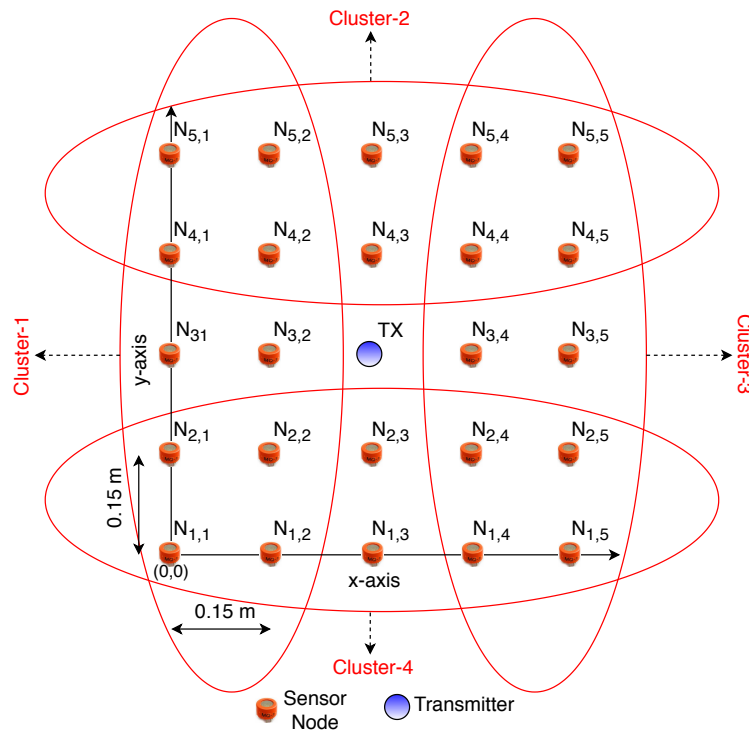 Cluster-2
N5,1 N5,2 N5,3 N5,4 N5,5
N4,1 N4,2 N4,3 N4,4 N4,5
Cluster-1
y-axis
N31 N3,2 TX N3,4 N3,5
Cluster-3
N2,1 N2,2 N2,3 N2,4 N2,5
0.15 m
N1,1 N1,2 N1,3 N1,4 N1,5
(0,0)
x-axis
0.15 m
Cluster-4
Sensor
Node
Transmitter